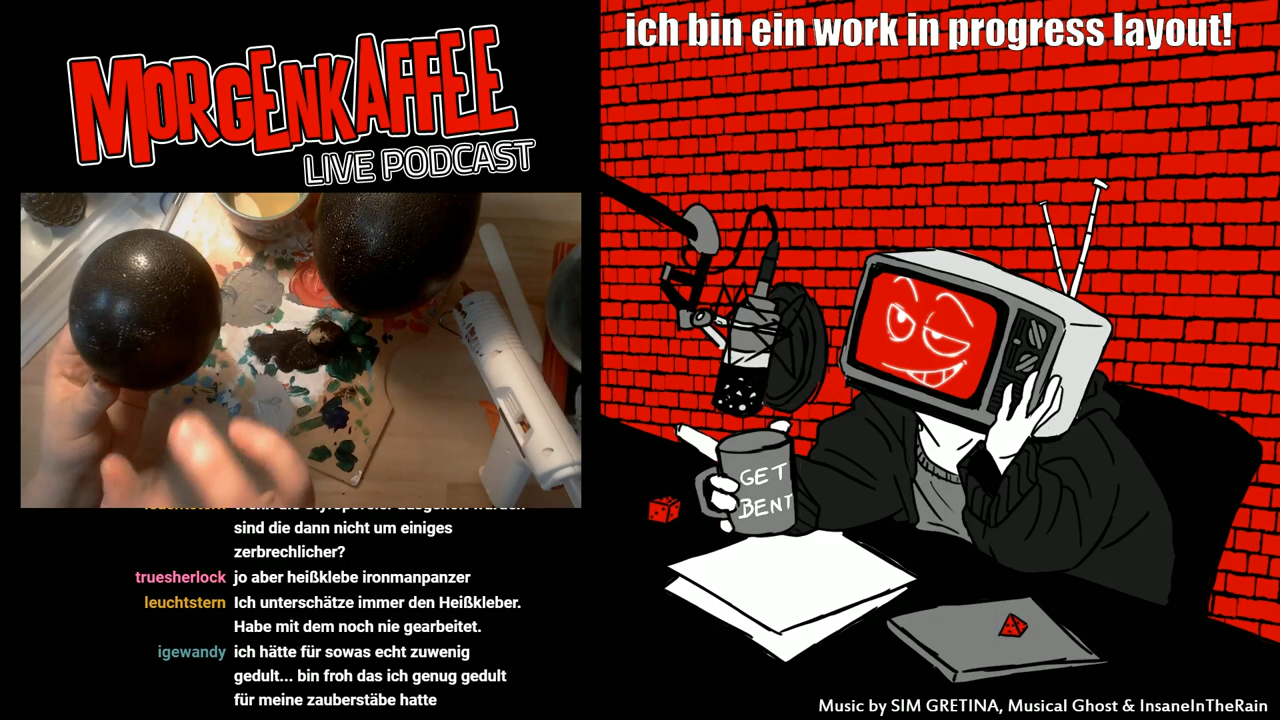 MORGENKAFFEE
LIVE PODCAST
ich bin ein work in progress layout!
GET
BENT
sind die dann nicht um einiges
zerbrechlicher?
truesherlock jo aber heißklebe ironmanpanzer
leuchtstern Ich unterschätze immer den Heißkleber.
Habe mit dem noch nie gearbeitet.
igewandy ich hätte für sowas echt zuwenig
gedult... bin froh das ich genug gedult
für meine zauberstäbe hatte
Music by SIM GRETINA, Musical Ghost & InsaneInTheRain